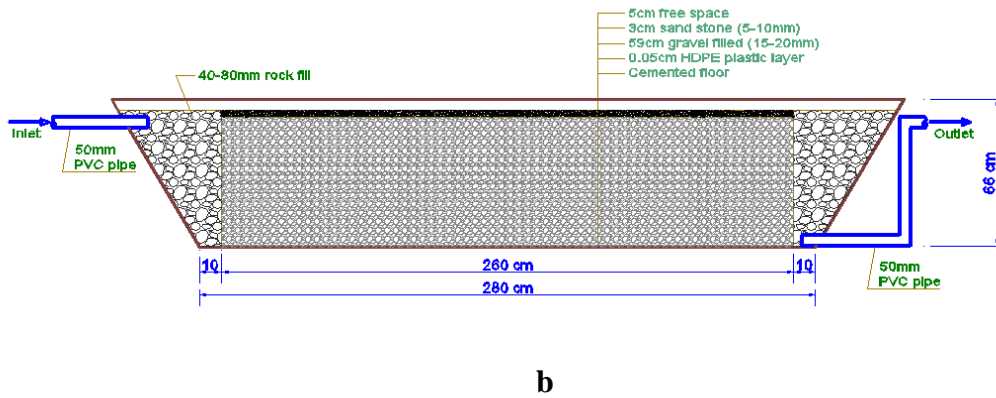 5cm free space
3cm sand stone (5-10mm)
59cm gravel filled (15-20mm)
0.05cm HDPE plastic layer
Cemented floor
40-80mm rock fill
Inlet
50mm
PVC pipe
Outlet
66 cm
10
260 cm
10
280 cm
50mm
PVC pipe
b